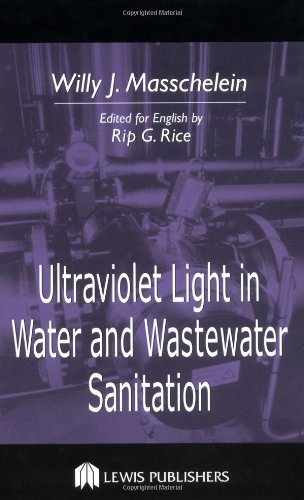 Willy J. Masschelein
Edited for English by
Rip G. Rice
Ultraviolet Light in
Water and Wastewater
Sanitation
LEWIS PUBLISHERS